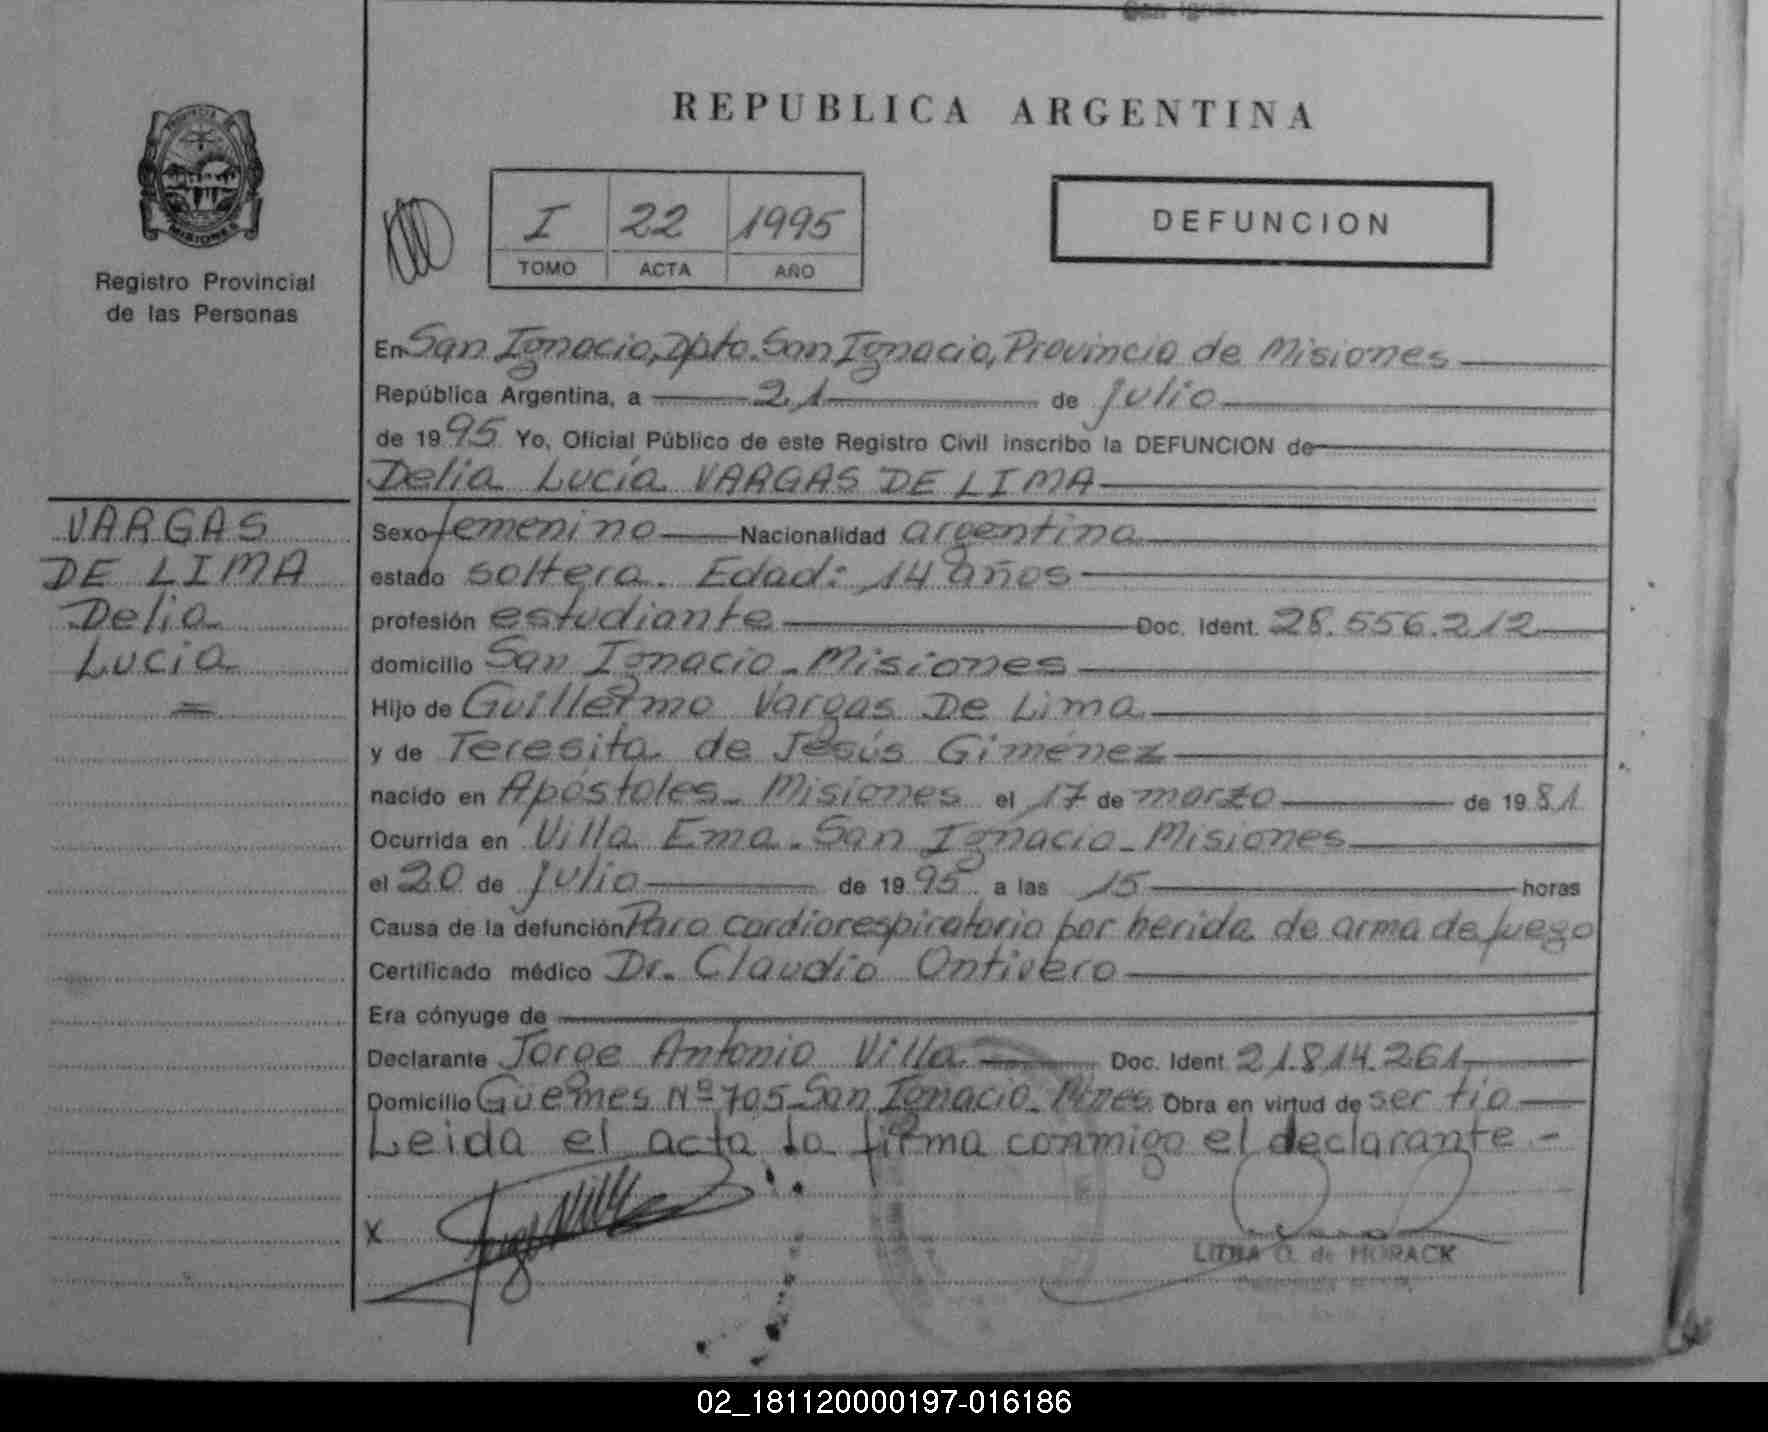 San Ignacio
REPUBLICA ARGENTINA
PROVINCIA
MISIONES
Registro Provincial
de las Personas
I 22 1995
TOMO ACTA AÑO
DEFUNCION
En San Ignacio, Dpto. San Ignacio, Provincia de Misiones
República Argentina, a 21 de julio
de 1995 Yo, Oficial Público de este Registro Civil inscribo la DEFUNCION de
Delia Lucía VARGAS DE LIMA
VARGAS
DE LIMA
Delia
Lucia
=
Sexo femenino Nacionalidad argentina
estado soltera. Edad: 14 años
profesión estudiante Doc. Ident. 28.556.212
domicilio San Ignacio - Misiones
Hijo de Guillermo Vargas De Lima
y de Teresita de Jesús Giménez
nacido en Apóstoles - Misiones el 17 de marzo de 1981
Ocurrida en Villa Ema - San Ignacio - Misiones
el 20 de julio de 1995 a las 15 horas
Causa de la defunción Paro cardiorespiratorio por herida de arma de fuego
Certificado médico Dr. Claudio Ontivero
Era cónyuge de
Declarante Jorge Antonio Villa Doc. Ident. 21.814.261
Domicilio Güemes Nº 705 - San Ignacio - Mnes Obra en virtud de ser tío
Leida el acta la firma conmigo el declarante -
X
de HORACK
02_181120000197-016186